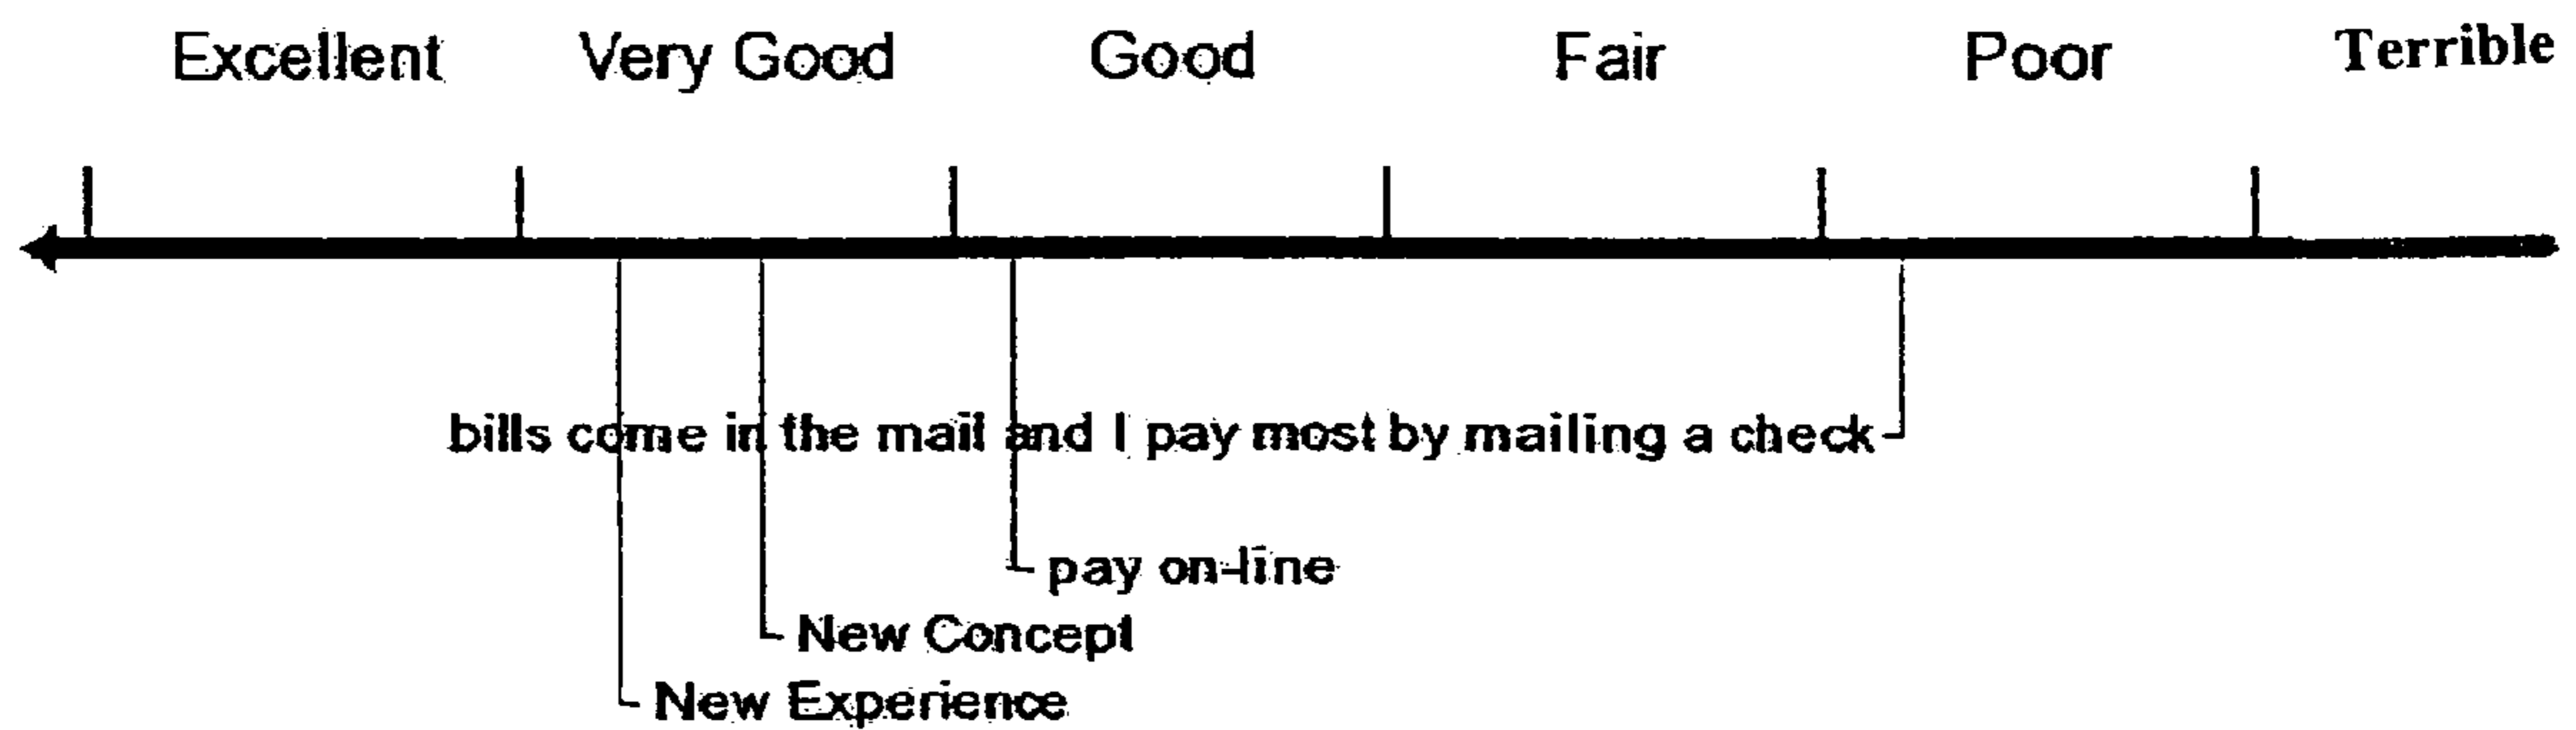 Excellent Very Good Good Fair Poor Terrible
bills come in the mail and I pay most by mailing a check
pay on-line
New Concept
New Experience